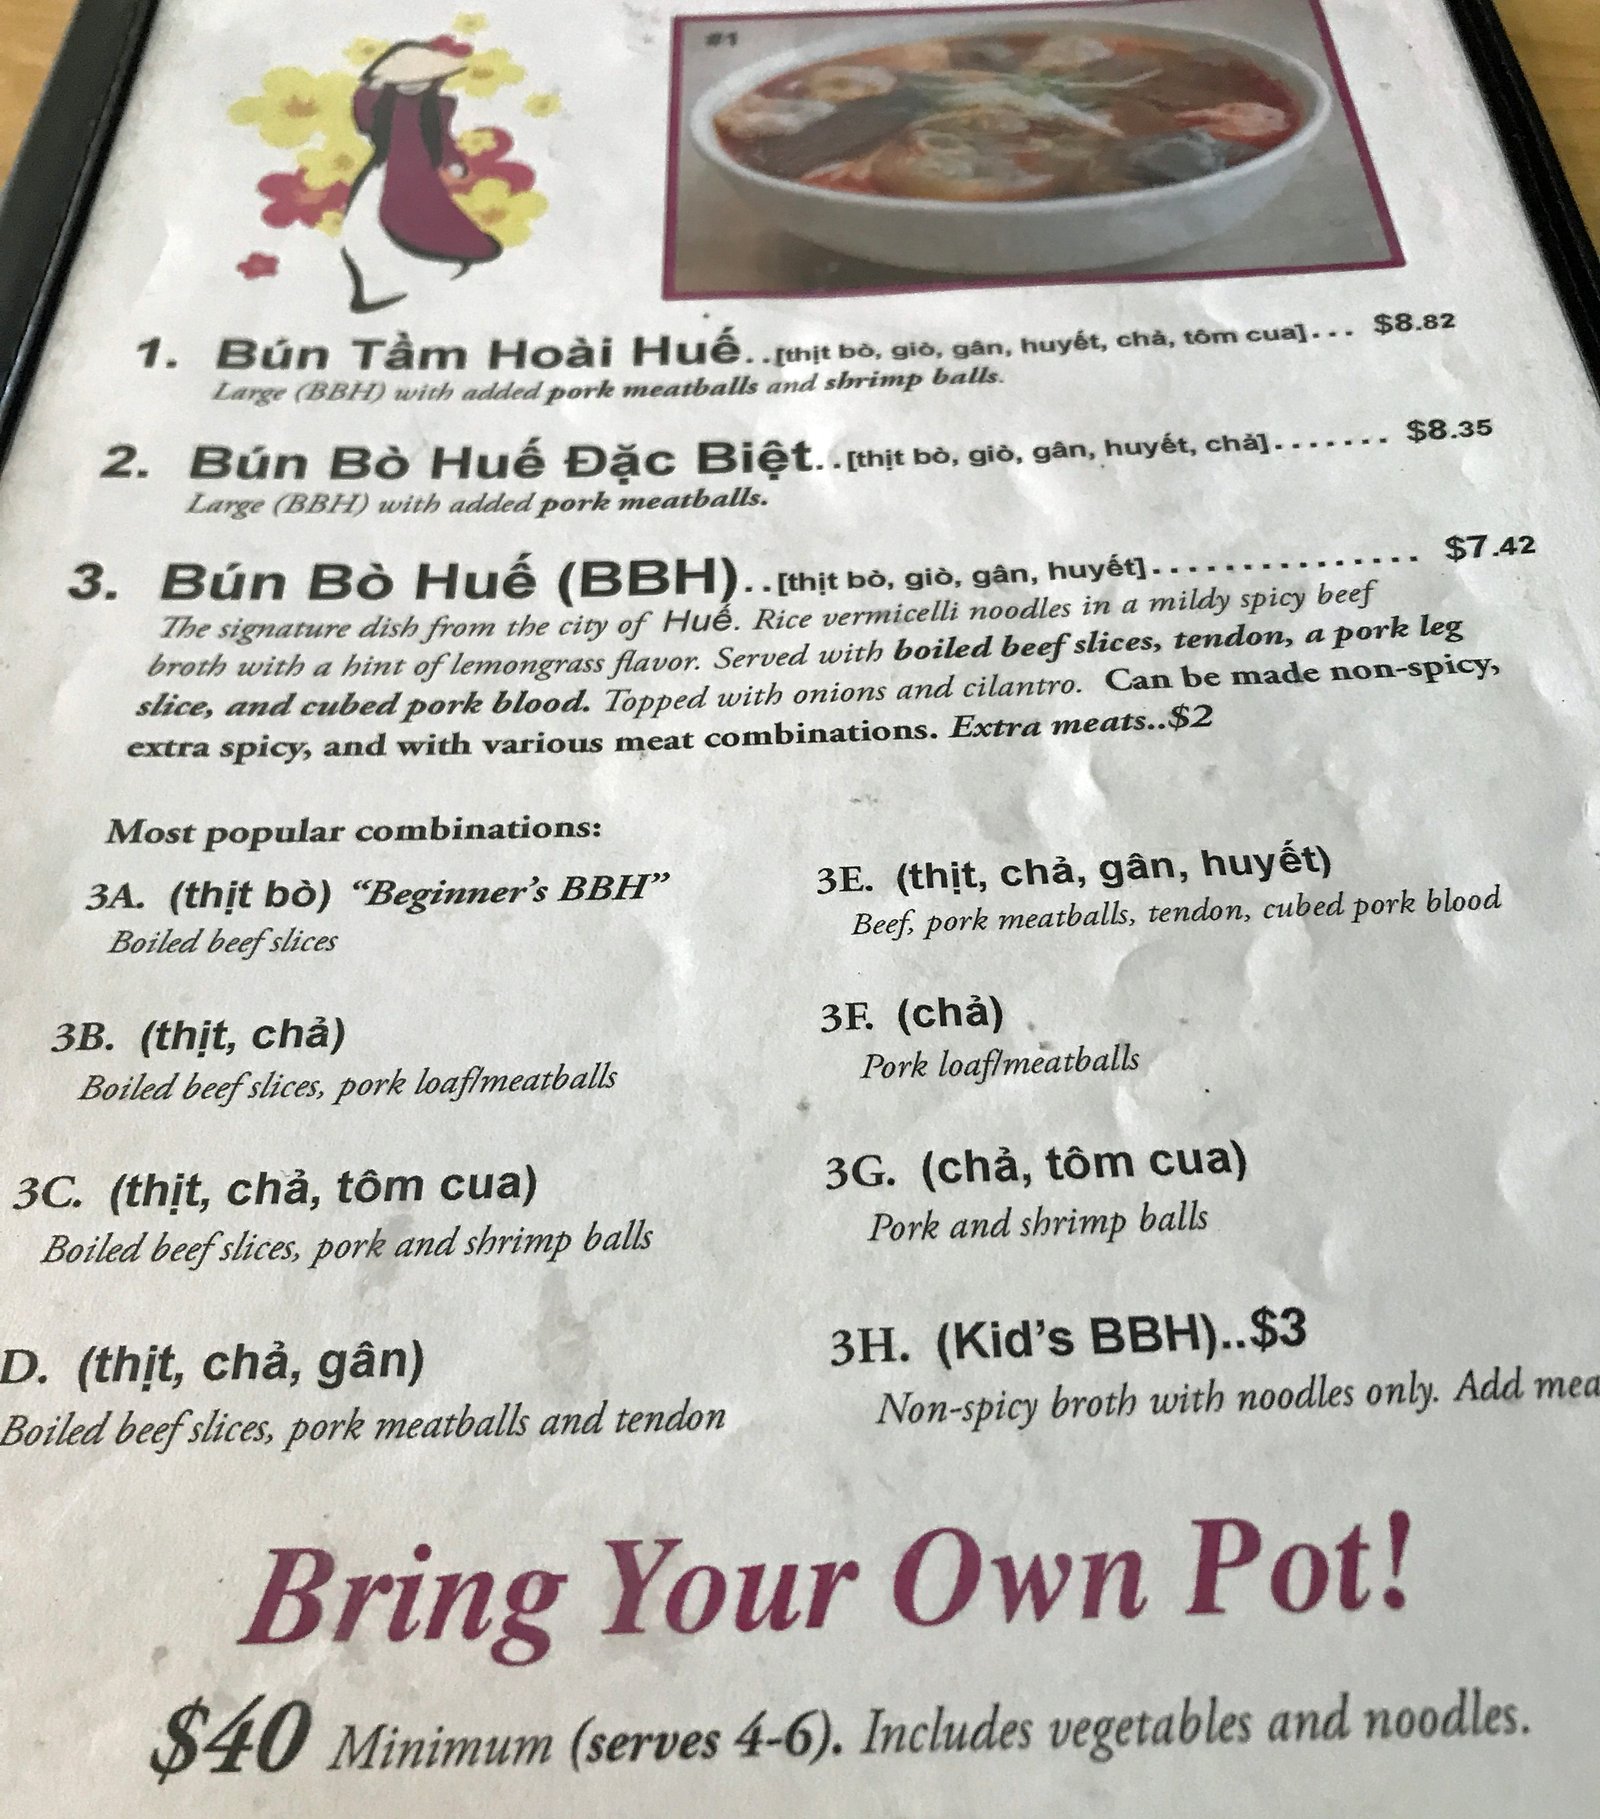 #1
1. Bún Tầm Hoài Huế..[thịt bò, giò, gân, huyết, chả, tôm cua]... $8.82
Large (BBH) with added pork meatballs and shrimp balls.
2. Bún Bò Huế Đặc Biệt..[thịt bò, giò, gân, huyết, chả]....... $8.35
Large (BBH) with added pork meatballs.
3. Bún Bò Huế (BBH)..[thịt bò, giò, gân, huyết]............... $7.42
The signature dish from the city of Huế. Rice vermicelli noodles in a mildy spicy beef
broth with a hint of lemongrass flavor. Served with boiled beef slices, tendon, a pork leg
slice, and cubed pork blood. Topped with onions and cilantro. Can be made non-spicy,
extra spicy, and with various meat combinations. Extra meats..$2
Most popular combinations:
3A. (thịt bò) “Beginner’s BBH”
Boiled beef slices
3B. (thịt, chả)
Boiled beef slices, pork loaf/meatballs
3C. (thịt, chả, tôm cua)
Boiled beef slices, pork and shrimp balls
D. (thịt, chả, gân)
Boiled beef slices, pork meatballs and tendon
3E. (thịt, chả, gân, huyết)
Beef, pork meatballs, tendon, cubed pork blood
3F. (chả)
Pork loaf/meatballs
3G. (chả, tôm cua)
Pork and shrimp balls
3H. (Kid’s BBH)..$3
Non-spicy broth with noodles only. Add mea
Bring Your Own Pot!
$40 Minimum (serves 4-6). Includes vegetables and noodles.